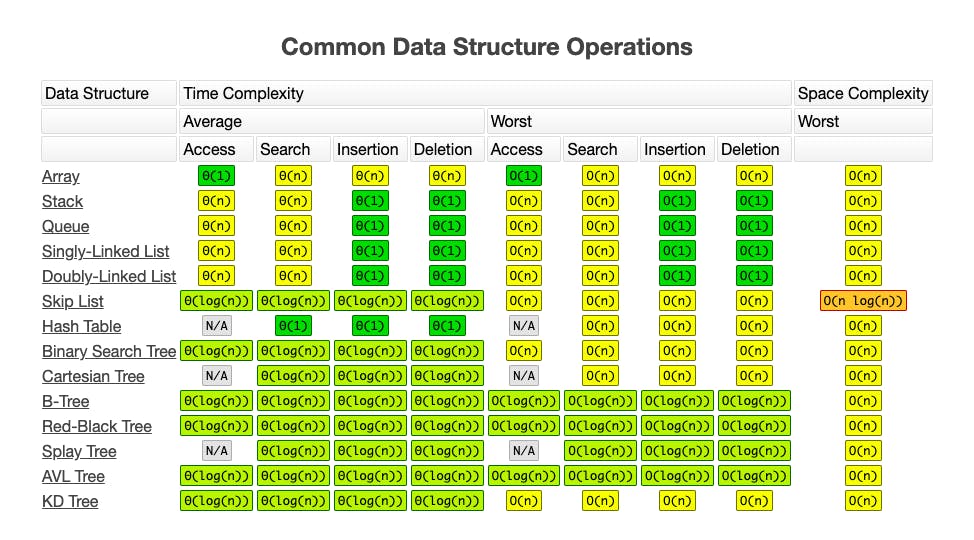 Common Data Structure Operations
Data Structure Time Complexity Space Complexity
Average Worst Worst
Access Search Insertion Deletion Access Search Insertion Deletion
Array Θ(1) Θ(n) Θ(n) Θ(n) O(1) O(n) O(n) O(n) O(n)
Stack Θ(n) Θ(n) Θ(1) Θ(1) O(n) O(n) O(1) O(1) O(n)
Queue Θ(n) Θ(n) Θ(1) Θ(1) O(n) O(n) O(1) O(1) O(n)
Singly-Linked List Θ(n) Θ(n) Θ(1) Θ(1) O(n) O(n) O(1) O(1) O(n)
Doubly-Linked List Θ(n) Θ(n) Θ(1) Θ(1) O(n) O(n) O(1) O(1) O(n)
Skip List Θ(log(n)) Θ(log(n)) Θ(log(n)) Θ(log(n)) O(n) O(n) O(n) O(n) O(n log(n))
Hash Table N/A Θ(1) Θ(1) Θ(1) N/A O(n) O(n) O(n) O(n)
Binary Search Tree Θ(log(n)) Θ(log(n)) Θ(log(n)) Θ(log(n)) O(n) O(n) O(n) O(n) O(n)
Cartesian Tree N/A Θ(log(n)) Θ(log(n)) Θ(log(n)) N/A O(n) O(n) O(n) O(n)
B-Tree Θ(log(n)) Θ(log(n)) Θ(log(n)) Θ(log(n)) O(log(n)) O(log(n)) O(log(n)) O(log(n)) O(n)
Red-Black Tree Θ(log(n)) Θ(log(n)) Θ(log(n)) Θ(log(n)) O(log(n)) O(log(n)) O(log(n)) O(log(n)) O(n)
Splay Tree N/A Θ(log(n)) Θ(log(n)) Θ(log(n)) N/A O(log(n)) O(log(n)) O(log(n)) O(n)
AVL Tree Θ(log(n)) Θ(log(n)) Θ(log(n)) Θ(log(n)) O(log(n)) O(log(n)) O(log(n)) O(log(n)) O(n)
KD Tree Θ(log(n)) Θ(log(n)) Θ(log(n)) Θ(log(n)) O(n) O(n) O(n) O(n) O(n)